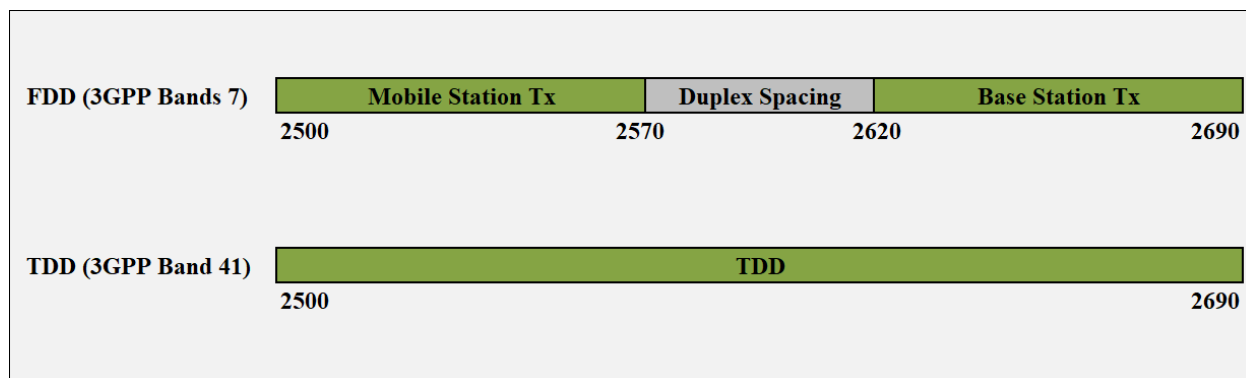 FDD (3GPP Bands 7) Mobile Station Tx Duplex Spacing Base Station Tx
2500 2570 2620 2690
TDD (3GPP Band 41) TDD
2500 2690